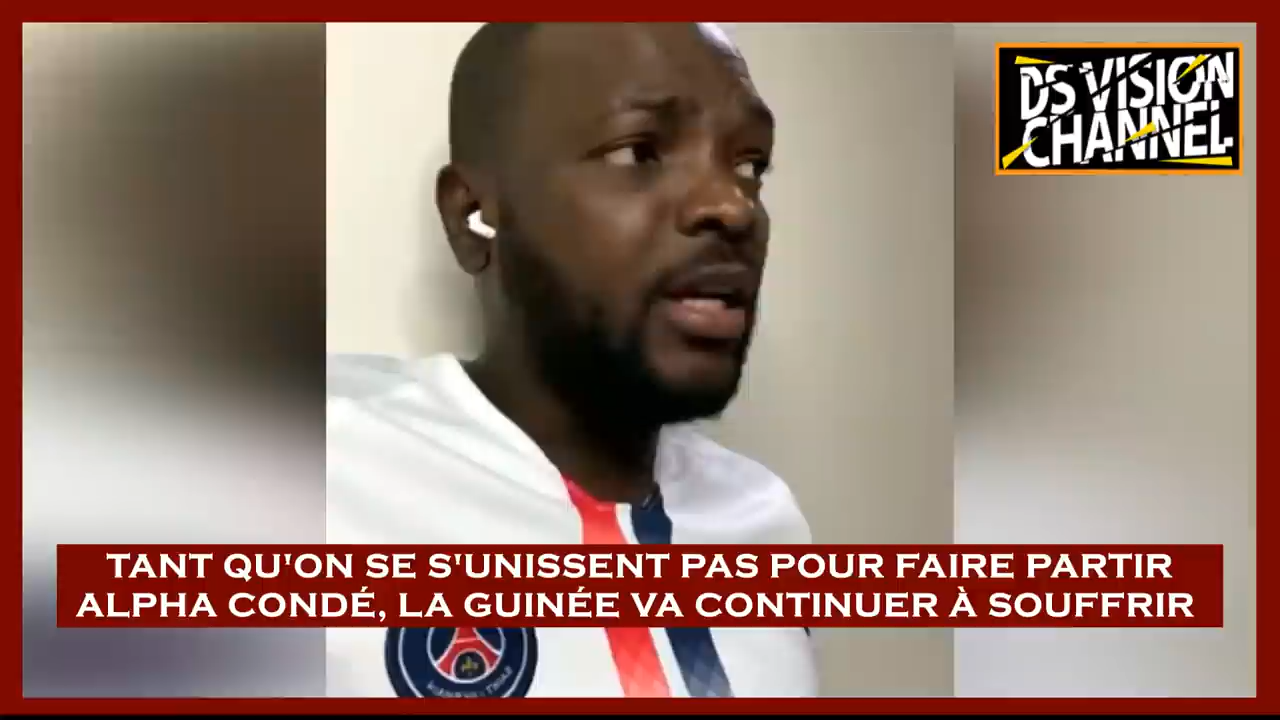 DS VISION
CHANNEL
TANT QU'ON SE S'UNISSENT PAS POUR FAIRE PARTIR
ALPHA CONDÉ, LA GUINÉE VA CONTINUER À SOUFFRIR